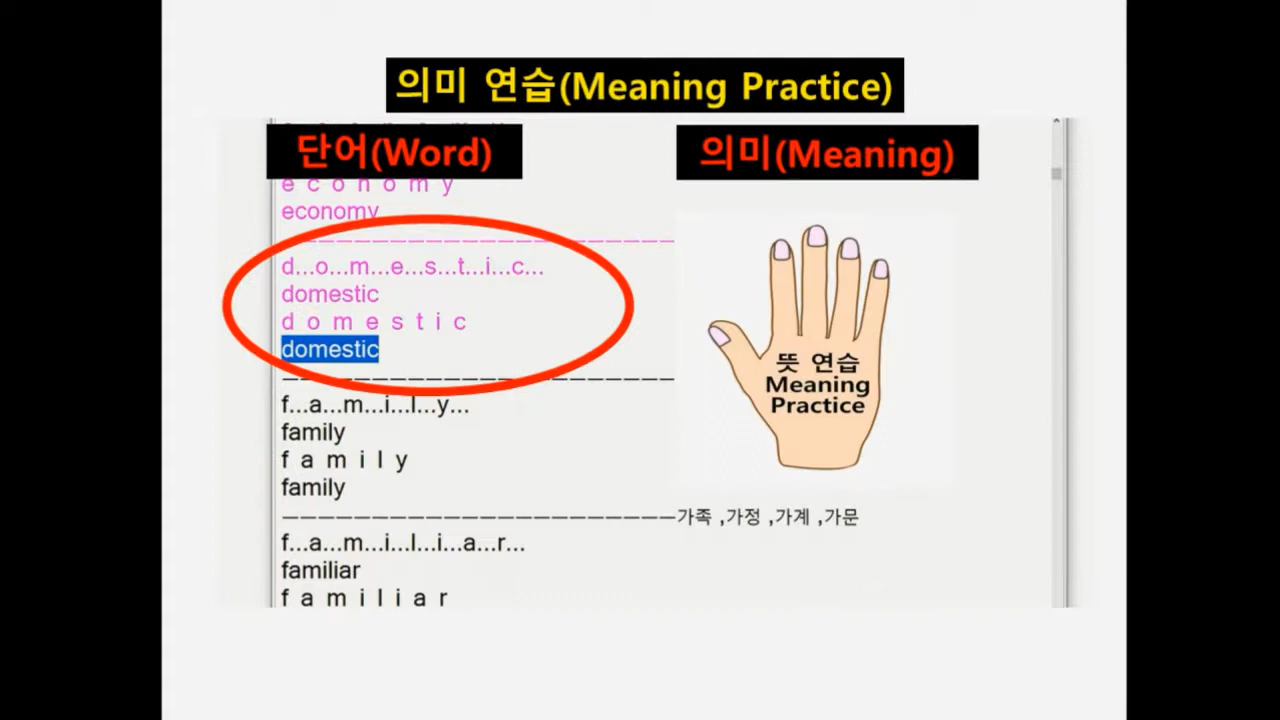 의미 연습(Meaning Practice)
단어(Word)
의미(Meaning)
e c o n o m y
economy
————————————————————————
d...o...m...e...s...t...i...c...
domestic
d o m e s t i c
domestic
————————————————————————
f...a...m...i...l...y...
family
f a m i l y
family
————————————————————————가족 ,가정 ,가계 ,가문
f...a...m...i...l...i...a...r...
familiar
f a m i l i a r
뜻 연습
Meaning
Practice